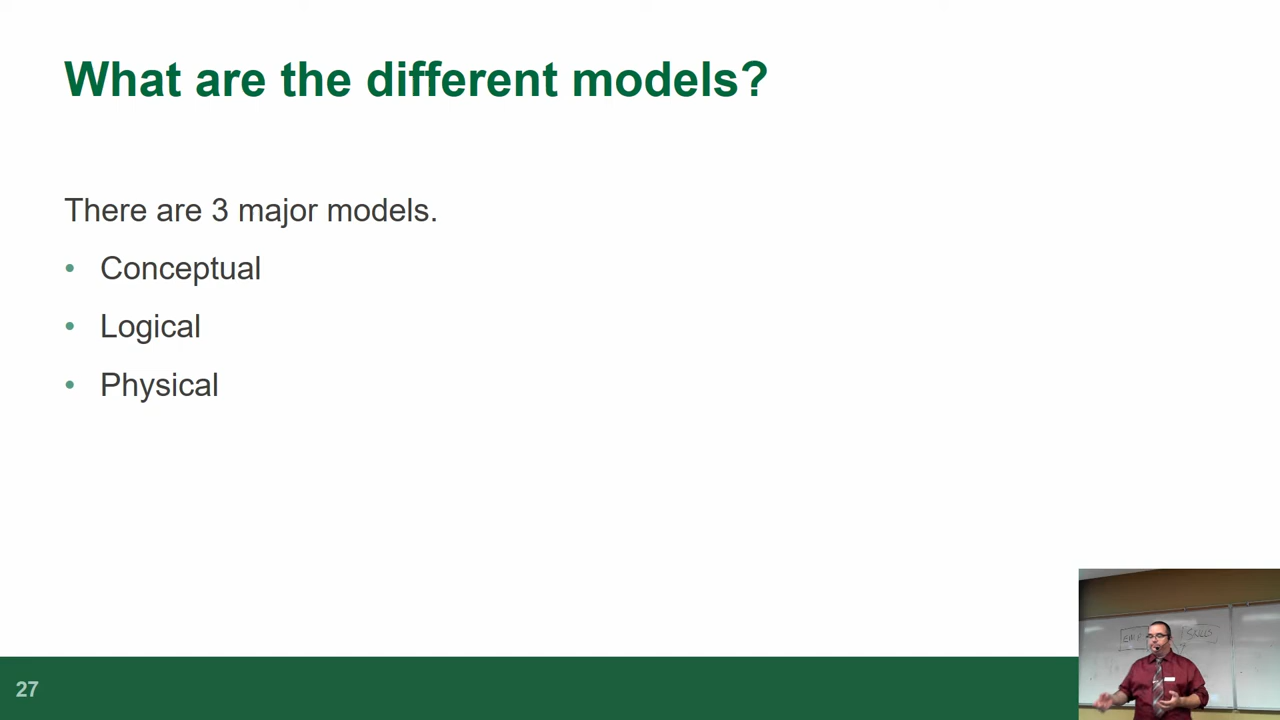 What are the different models?
There are 3 major models.
• Conceptual
• Logical
• Physical
27